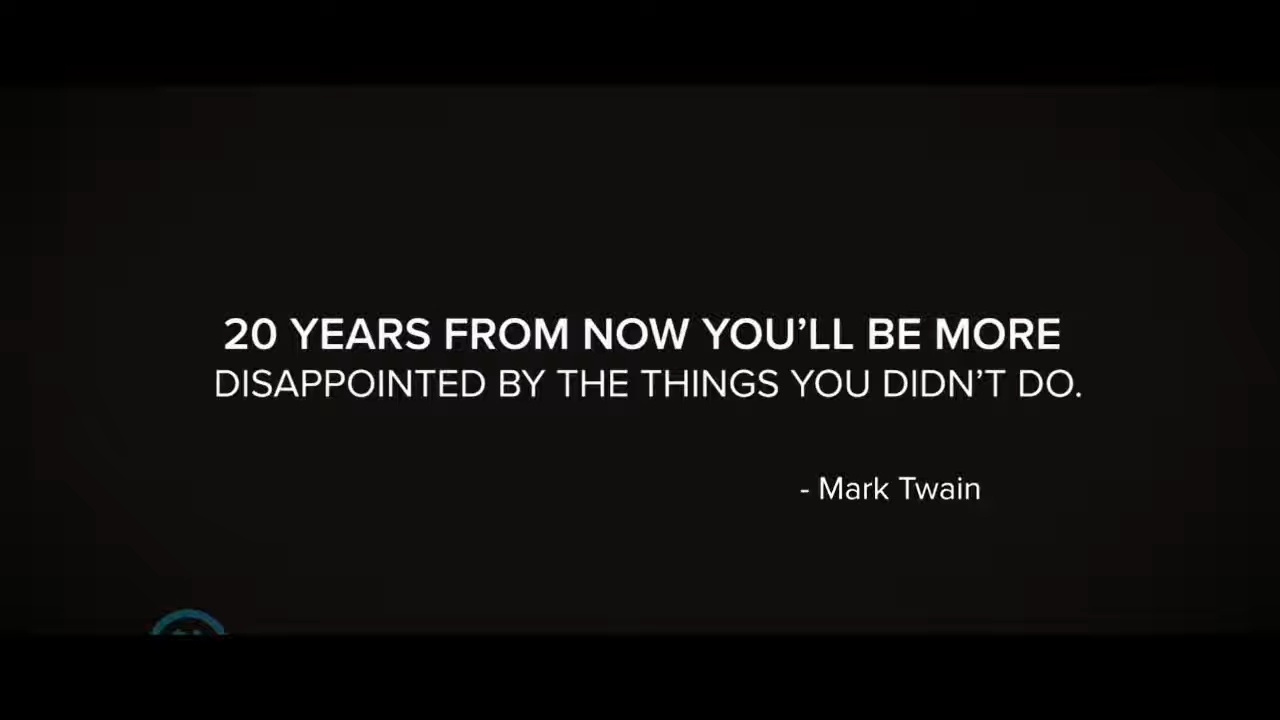 20 YEARS FROM NOW YOU’LL BE MORE
DISAPPOINTED BY THE THINGS YOU DIDN’T DO.
- Mark Twain